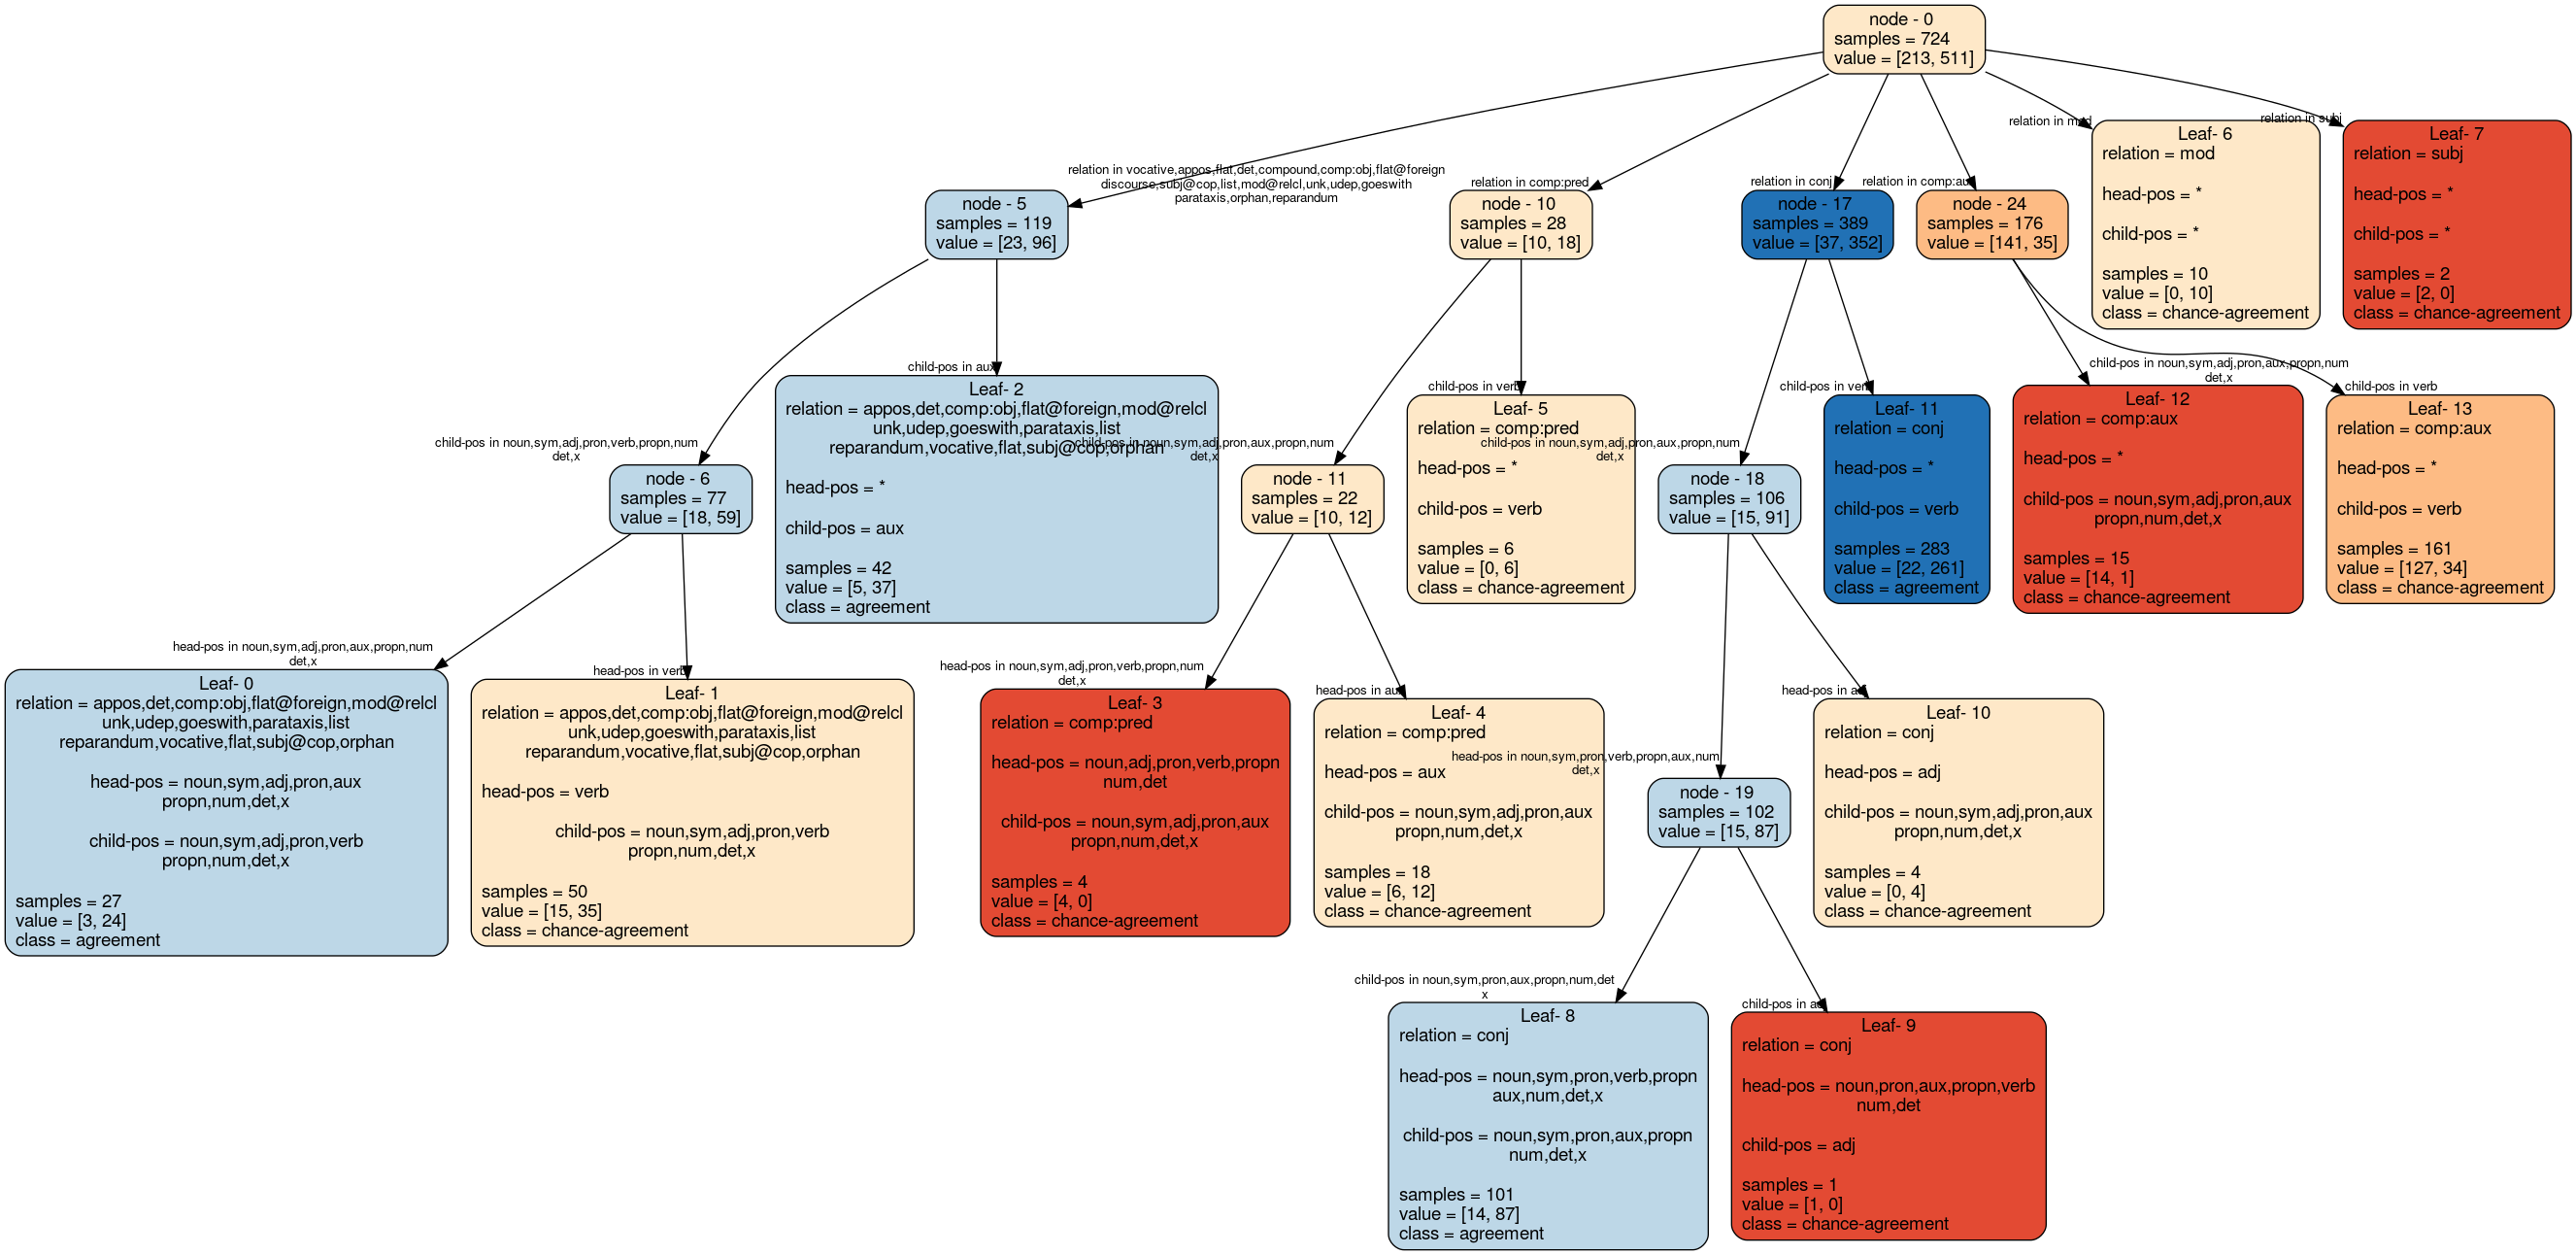 node - 0
samples = 724
value = [213, 511]
relation in vocative,appos,flat,det,compound,comp:obj,flat@foreign
discourse,subj@cop,list,mod@relcl,unk,udep,goeswith
parataxis,orphan,reparandum
relation in comp:pred
relation in conj
relation in comp:aux
relation in mod
relation in subj
node - 5
samples = 119
value = [23, 96]
node - 10
samples = 28
value = [10, 18]
node - 17
samples = 389
value = [37, 352]
node - 24
samples = 176
value = [141, 35]
Leaf- 6
relation = mod
head-pos = *
child-pos = *
samples = 10
value = [0, 10]
class = chance-agreement
Leaf- 7
relation = subj
head-pos = *
child-pos = *
samples = 2
value = [2, 0]
class = chance-agreement
child-pos in noun,sym,adj,pron,verb,propn,num
det,x
child-pos in aux
child-pos in noun,sym,adj,pron,aux,propn,num
det,x
child-pos in verb
child-pos in noun,sym,adj,pron,aux,propn,num
det,x
child-pos in verb
child-pos in noun,sym,adj,pron,aux,propn,num
det,x
child-pos in verb
node - 6
samples = 77
value = [18, 59]
Leaf- 2
relation = appos,det,comp:obj,flat@foreign,mod@relcl
unk,udep,goeswith,parataxis,list
reparandum,vocative,flat,subj@cop,orphan
head-pos = *
child-pos = aux
samples = 42
value = [5, 37]
class = agreement
node - 11
samples = 22
value = [10, 12]
Leaf- 5
relation = comp:pred
head-pos = *
child-pos = verb
samples = 6
value = [0, 6]
class = chance-agreement
node - 18
samples = 106
value = [15, 91]
Leaf- 11
relation = conj
head-pos = *
child-pos = verb
samples = 283
value = [22, 261]
class = agreement
Leaf- 12
relation = comp:aux
head-pos = *
child-pos = noun,sym,adj,pron,aux
propn,num,det,x
samples = 15
value = [14, 1]
class = chance-agreement
Leaf- 13
relation = comp:aux
head-pos = *
child-pos = verb
samples = 161
value = [127, 34]
class = chance-agreement
head-pos in noun,sym,adj,pron,aux,propn,num
det,x
head-pos in verb
head-pos in noun,sym,adj,pron,verb,propn,num
det,x
head-pos in aux
head-pos in noun,sym,pron,verb,propn,aux,num
det,x
head-pos in adj
Leaf- 0
relation = appos,det,comp:obj,flat@foreign,mod@relcl
unk,udep,goeswith,parataxis,list
reparandum,vocative,flat,subj@cop,orphan
head-pos = noun,sym,adj,pron,aux
propn,num,det,x
child-pos = noun,sym,adj,pron,verb
propn,num,det,x
samples = 27
value = [3, 24]
class = agreement
Leaf- 1
relation = appos,det,comp:obj,flat@foreign,mod@relcl
unk,udep,goeswith,parataxis,list
reparandum,vocative,flat,subj@cop,orphan
head-pos = verb
child-pos = noun,sym,adj,pron,verb
propn,num,det,x
samples = 50
value = [15, 35]
class = chance-agreement
Leaf- 3
relation = comp:pred
head-pos = noun,adj,pron,verb,propn
num,det
child-pos = noun,sym,adj,pron,aux
propn,num,det,x
samples = 4
value = [4, 0]
class = chance-agreement
Leaf- 4
relation = comp:pred
head-pos = aux
child-pos = noun,sym,adj,pron,aux
propn,num,det,x
samples = 18
value = [6, 12]
class = chance-agreement
node - 19
samples = 102
value = [15, 87]
Leaf- 10
relation = conj
head-pos = adj
child-pos = noun,sym,adj,pron,aux
propn,num,det,x
samples = 4
value = [0, 4]
class = chance-agreement
child-pos in noun,sym,pron,aux,propn,num,det
x
child-pos in adj
Leaf- 8
relation = conj
head-pos = noun,sym,pron,verb,propn
aux,num,det,x
child-pos = noun,sym,pron,aux,propn
num,det,x
samples = 101
value = [14, 87]
class = agreement
Leaf- 9
relation = conj
head-pos = noun,pron,aux,propn,verb
num,det
child-pos = adj
samples = 1
value = [1, 0]
class = chance-agreement